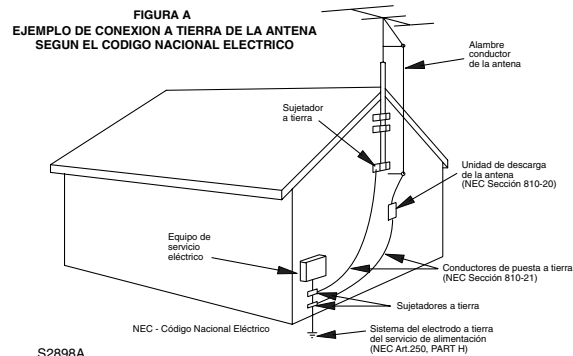 FIGURA A
EJEMPLO DE CONEXION A TIERRA DE LA ANTENA
SEGUN EL CODIGO NACIONAL ELECTRICO
Alambre
conductor
de la antena
Sujetador
a tierra
Unidad de descarga
de la antena
(NEC Sección 810-20)
Equipo de
servicio
eléctrico
Conductores de puesta a tierra
(NEC Sección 810-21)
Sujetadores a tierra
NEC - Código Nacional Eléctrico
Sistema del electrodo a tierra
del servicio de alimentación
(NEC Art.250, PART H)
S2898A